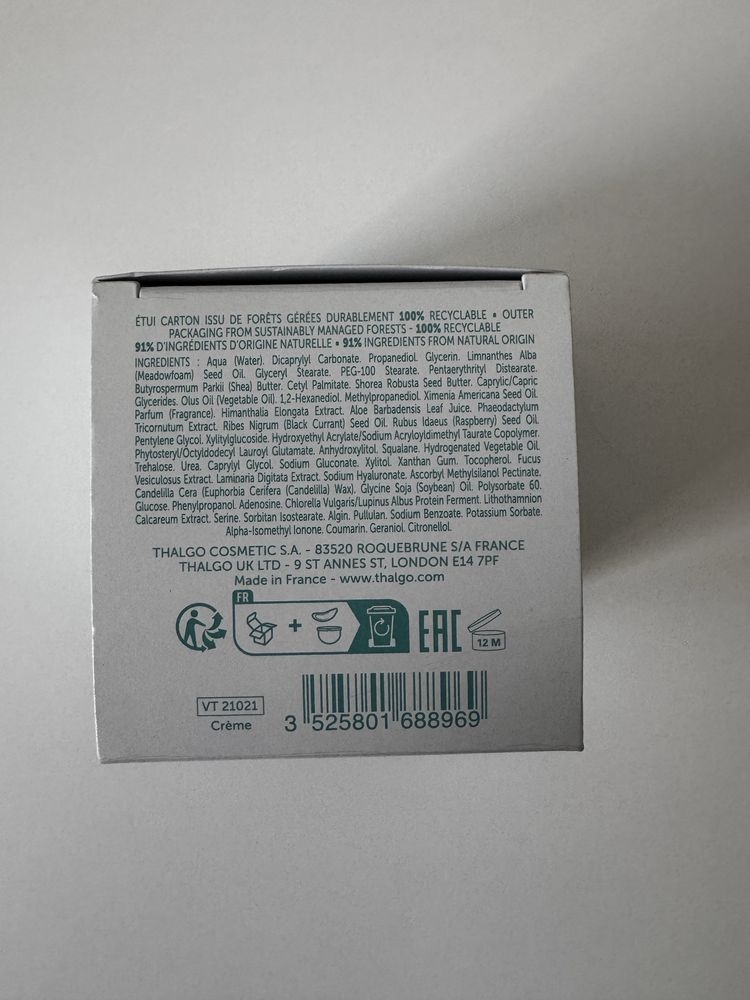 ÉTUI CARTON ISSU DE FORÊTS GÉRÉES DURABLEMENT 100% RECYCLABLE • OUTER
PACKAGING FROM SUSTAINABLY MANAGED FORESTS - 100% RECYCLABLE
91% D'INGRÉDIENTS D'ORIGINE NATURELLE • 91% INGREDIENTS FROM NATURAL ORIGIN
INGREDIENTS : Aqua (Water). Dicaprylyl Carbonate. Propanediol. Glycerin. Limnanthes Alba
(Meadowfoam) Seed Oil. Glyceryl Stearate. PEG-100 Stearate. Pentaerythrityl Distearate.
Butyrospermum Parkii (Shea) Butter. Cetyl Palmitate. Shorea Robusta Seed Butter. Caprylic/Capric
Glycerides. Olus Oil (Vegetable Oil). 1,2-Hexanediol. Methylpropanediol. Ximenia Americana Seed Oil.
Parfum (Fragrance). Himanthalia Elongata Extract. Aloe Barbadensis Leaf Juice. Phaeodactylum
Tricornutum Extract. Ribes Nigrum (Black Currant) Seed Oil. Rubus Idaeus (Raspberry) Seed Oil.
Pentylene Glycol. Xylitylglucoside. Hydroxyethyl Acrylate/Sodium Acryloyldimethyl Taurate Copolymer.
Phytosteryl/Octyldodecyl Lauroyl Glutamate. Anhydroxylitol. Squalane. Hydrogenated Vegetable Oil.
Trehalose. Urea. Caprylyl Glycol. Sodium Gluconate. Xylitol. Xanthan Gum. Tocopherol. Fucus
Vesiculosus Extract. Laminaria Digitata Extract. Sodium Hyaluronate. Ascorbyl Methylsilanol Pectinate.
Candelilla Cera (Euphorbia Cerifera (Candelilla) Wax). Glycine Soja (Soybean) Oil. Polysorbate 60.
Glucose. Phenylpropanol. Adenosine. Chlorella Vulgaris/Lupinus Albus Protein Ferment. Lithothamnion
Calcareum Extract. Serine. Sorbitan Isostearate. Algin. Pullulan. Sodium Benzoate. Potassium Sorbate.
Alpha-Isomethyl Ionone. Coumarin. Geraniol. Citronellol.
THALGO COSMETIC S.A. - 83520 ROQUEBRUNE S/A FRANCE
THALGO UK LTD - 9 ST ANNES ST, LONDON E14 7PF
Made in France - www.thalgo.com
FR
+
EAC
12 M
VT 21021
Crème
3 525801 688969